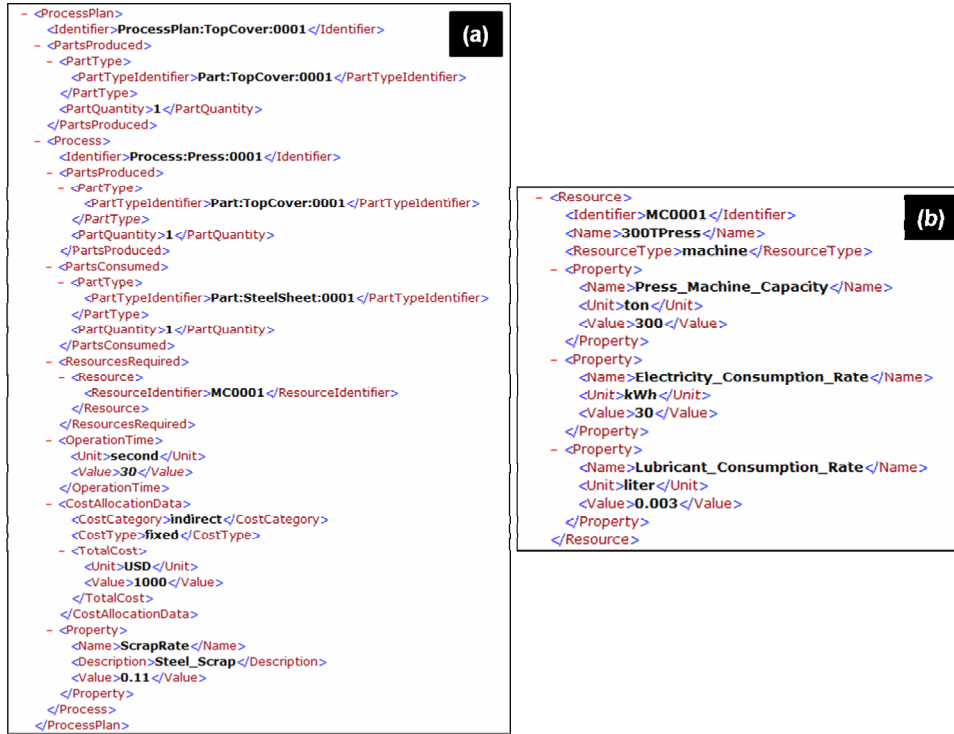 (a)
- <ProcessPlan>
<Identifier>ProcessPlan:TopCover:0001</Identifier>
- <PartsProduced>
- <PartType>
<PartTypeIdentifier>Part:TopCover:0001</PartTypeIdentifier>
</PartType>
<PartQuantity>1</PartQuantity>
</PartsProduced>
- <Process>
<Identifier>Process:Press:0001</Identifier>
- <PartsProduced>
- <PartType>
<PartTypeIdentifier>Part:TopCover:0001</PartTypeIdentifier>
</PartType>
<PartQuantity>1</PartQuantity>
</PartsProduced>
- <PartsConsumed>
- <PartType>
<PartTypeIdentifier>Part:SteelSheet:0001</PartTypeIdentifier>
</PartType>
<PartQuantity>1</PartQuantity>
</PartsConsumed>
- <ResourcesRequired>
- <Resource>
<ResourceIdentifier>MC0001</ResourceIdentifier>
</Resource>
</ResourcesRequired>
- <OperationTime>
<Unit>second</Unit>
<Value>30</Value>
</OperationTime>
- <CostAllocationData>
<CostCategory>indirect</CostCategory>
<CostType>fixed</CostType>
- <TotalCost>
<Unit>USD</Unit>
<Value>1000</Value>
</TotalCost>
</CostAllocationData>
- <Property>
<Name>ScrapRate</Name>
<Description>Steel_Scrap</Description>
<Value>0.11</Value>
</Property>
</Process>
</ProcessPlan>
(b)
- <Resource>
<Identifier>MC0001</Identifier>
<Name>300TPress</Name>
<ResourceType>machine</ResourceType>
- <Property>
<Name>Press_Machine_Capacity</Name>
<Unit>ton</Unit>
<Value>300</Value>
</Property>
- <Property>
<Name>Electricity_Consumption_Rate</Name>
<Unit>kWh</Unit>
<Value>30</Value>
</Property>
- <Property>
<Name>Lubricant_Consumption_Rate</Name>
<Unit>liter</Unit>
<Value>0.003</Value>
</Property>
</Resource>